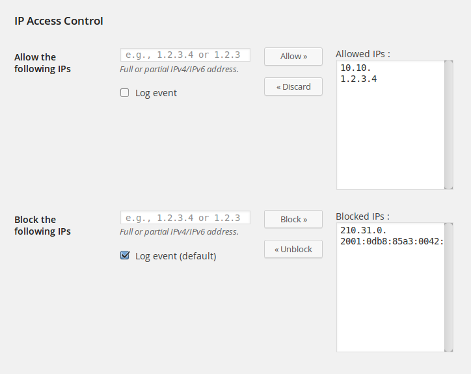 IP Access Control
Allow the
following IPs
e.g., 1.2.3.4 or 1.2.3
Full or partial IPv4/IPv6 address.
Log event
Allow »
« Discard
Allowed IPs :
10.10.
1.2.3.4
Block the
following IPs
e.g., 1.2.3.4 or 1.2.3
Full or partial IPv4/IPv6 address.
Log event (default)
Block »
« Unblock
Blocked IPs :
210.31.0.
2001:0db8:85a3:0042: